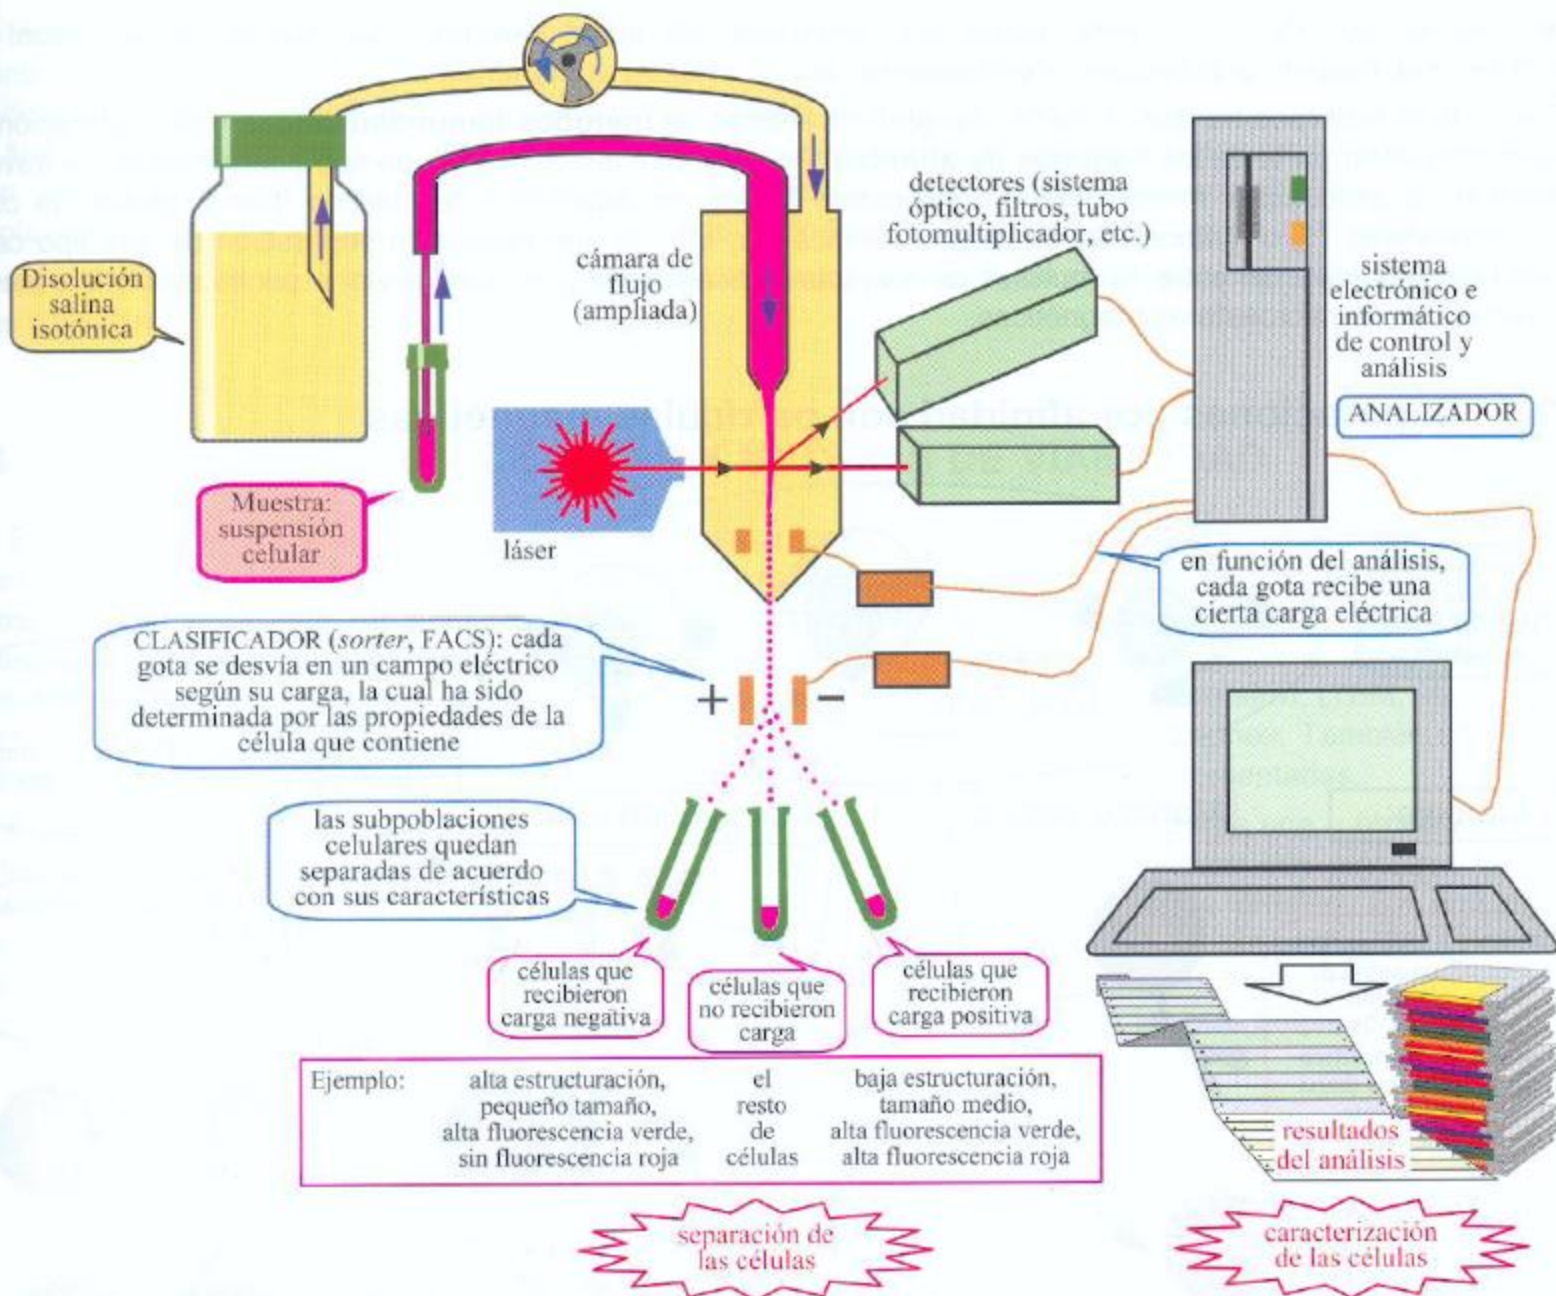 detectores (sistema
óptico, filtros, tubo
fotomultiplicador, etc.)
cámara de
flujo
(ampliada)
Disolución
salina
isotónica
sistema
electrónico e
informático
de control y
análisis
ANALIZADOR
Muestra:
suspensión
celular
láser
en función del análisis,
cada gota recibe una
cierta carga eléctrica
CLASIFICADOR (sorter, FACS): cada
gota se desvía en un campo eléctrico
según su carga, la cual ha sido
determinada por las propiedades de la
célula que contiene
+ −
las subpoblaciones
celulares quedan
separadas de acuerdo
con sus características
células que
recibieron
carga negativa
células que
no recibieron
carga
células que
recibieron
carga positiva
Ejemplo:
alta estructuración,
pequeño tamaño,
alta fluorescencia verde,
sin fluorescencia roja
el
resto
de
células
baja estructuración,
tamaño medio,
alta fluorescencia verde,
alta fluorescencia roja
resultados
del análisis
separación de
las células
caracterización
de las células